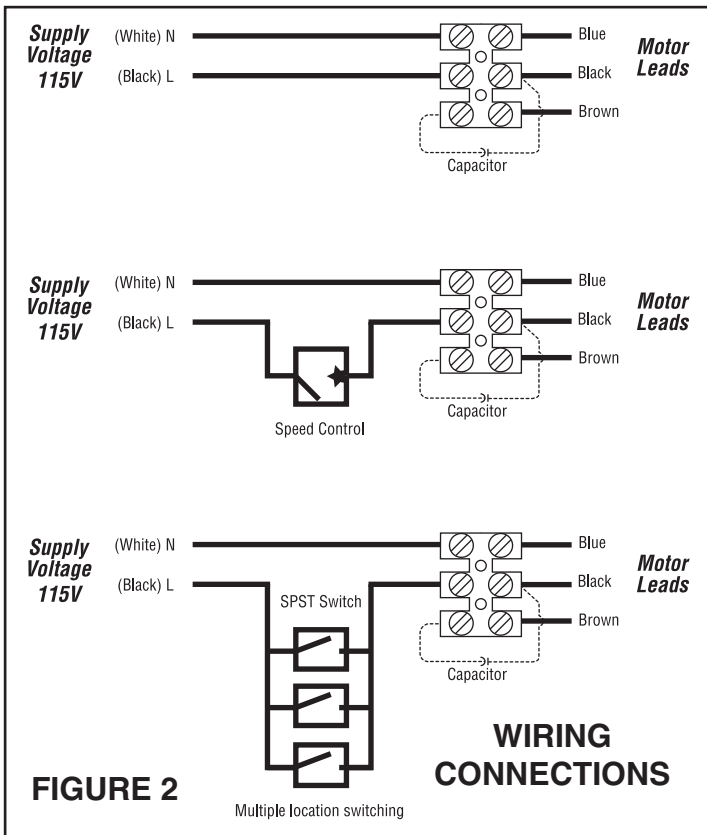 Supply
Voltage
115V
(White) N
(Black) L
Blue
Black
Brown
Motor
Leads
Capacitor
Supply
Voltage
115V
(White) N
(Black) L
Speed Control
Blue
Black
Brown
Motor
Leads
Capacitor
Supply
Voltage
115V
(White) N
(Black) L
SPST Switch
Blue
Black
Brown
Motor
Leads
Capacitor
FIGURE 2
Multiple location switching
WIRING
CONNECTIONS